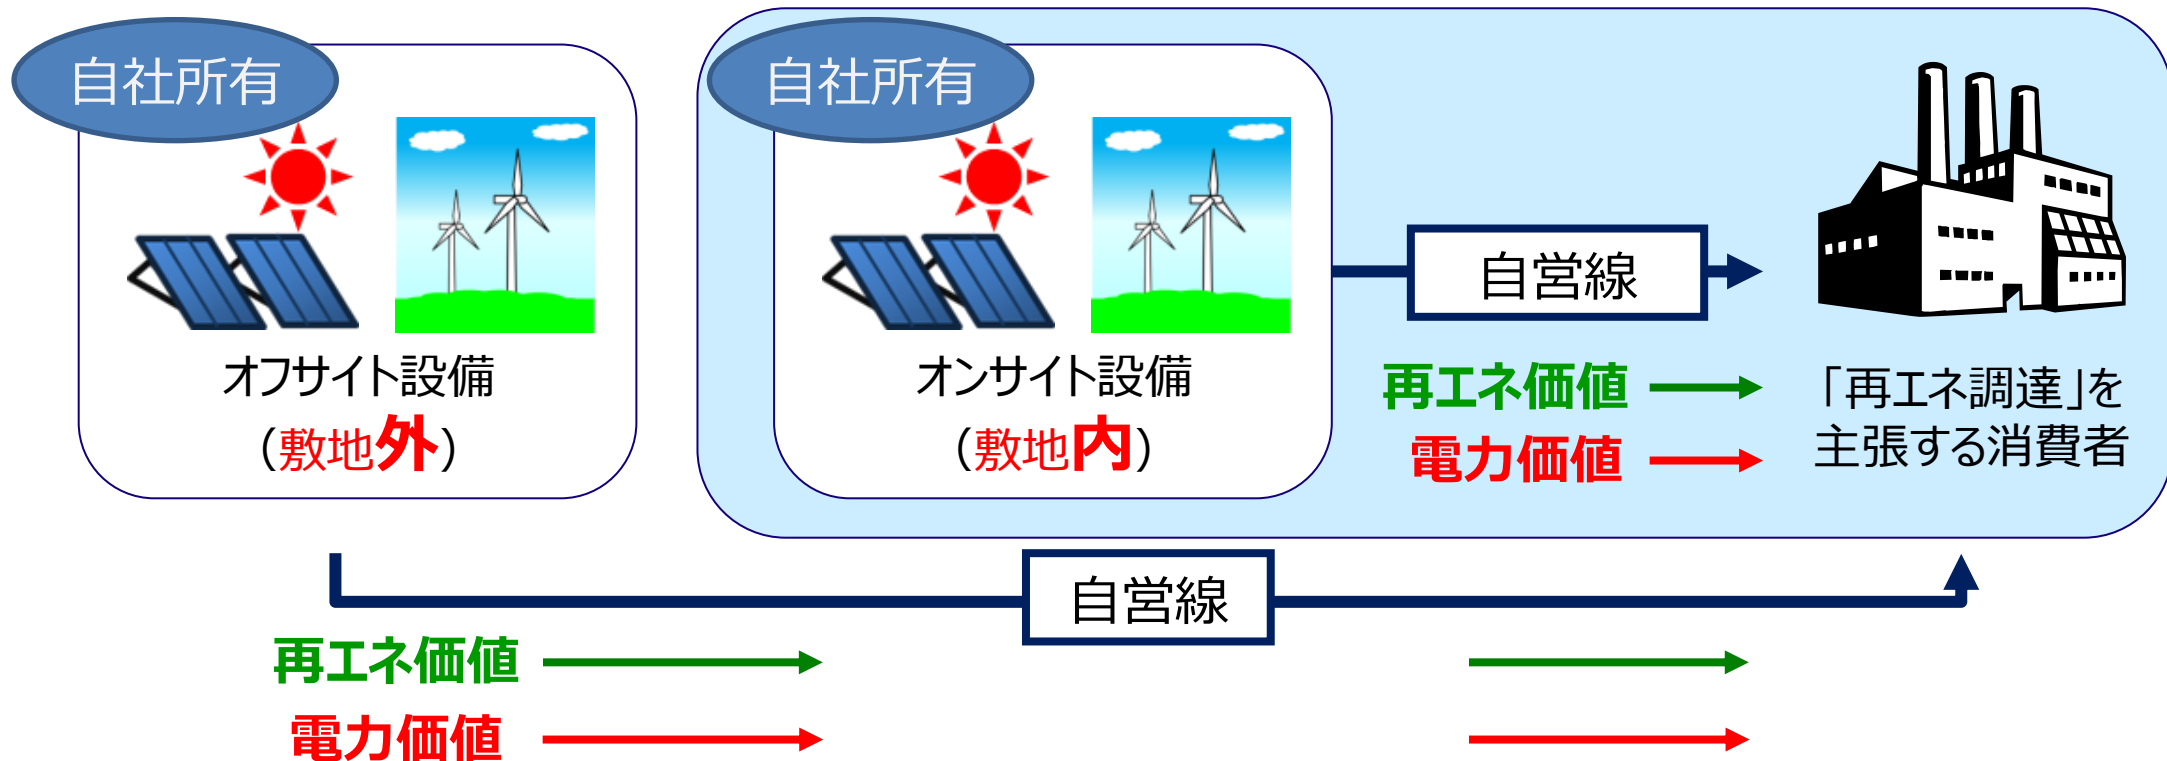 自社所有
オフサイト設備
（敷地外）
自社所有
オンサイト設備
（敷地内）
自営線
再エネ価値
電力価値
「再エネ調達」を
主張する消費者
自営線
再エネ価値
電力価値